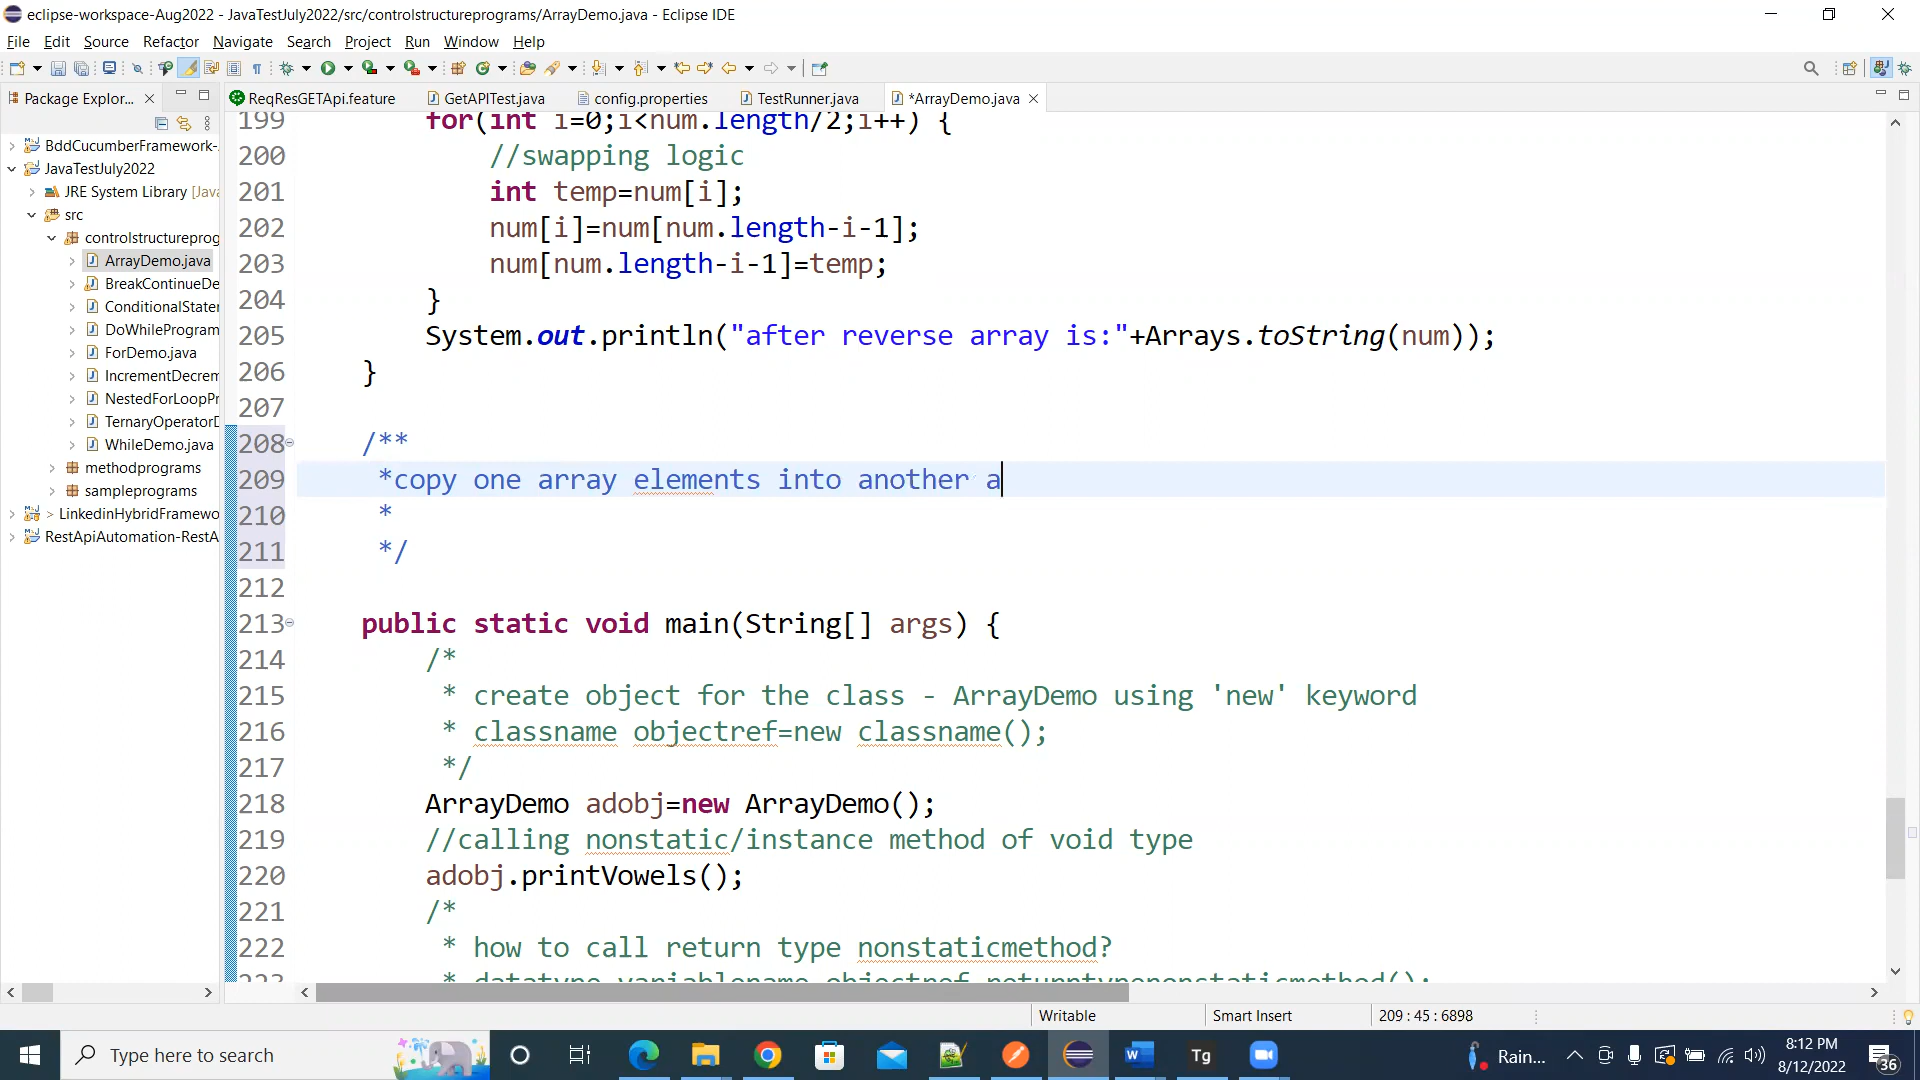 eclipse-workspace-Aug2022 - JavaTestJuly2022/src/controlstructureprograms/ArrayDemo.java - Eclipse IDE
File Edit Source Refactor Navigate Search Project Run Window Help
Package Explor...
ReqResGETApi.feature GetAPITest.java config.properties TestRunner.java *ArrayDemo.java
BddCucumberFramework-
JavaTestJuly2022
JRE System Library [Java
src
controlstructureprog
ArrayDemo.java
BreakContinueDe
ConditionalStater
DoWhileProgram
ForDemo.java
IncrementDecrem
NestedForLoopPr
TernaryOperatorD
WhileDemo.java
methodprograms
sampleprograms
> LinkedinHybridFramewo
RestApiAutomation-RestA
199 for(int i=0;i<num.length/2;i++) {
200 //swapping logic
201 int temp=num[i];
202 num[i]=num[num.length-i-1];
203 num[num.length-i-1]=temp;
204 }
205 System.out.println("after reverse array is:"+Arrays.toString(num));
206 }
207
208 /**
209 *copy one array elements into another a
210 *
211 */
212
213 public static void main(String[] args) {
214 /*
215 * create object for the class - ArrayDemo using 'new' keyword
216 * classname objectref=new classname();
217 */
218 ArrayDemo adobj=new ArrayDemo();
219 //calling nonstatic/instance method of void type
220 adobj.printVowels();
221 /*
222 * how to call return type nonstaticmethod?
223 * datatype variablename objectref returntypenonstaticmethod();
Writable Smart Insert 209 : 45 : 6898
Type here to search
Tg
Rain...
8:12 PM
8/12/2022
36